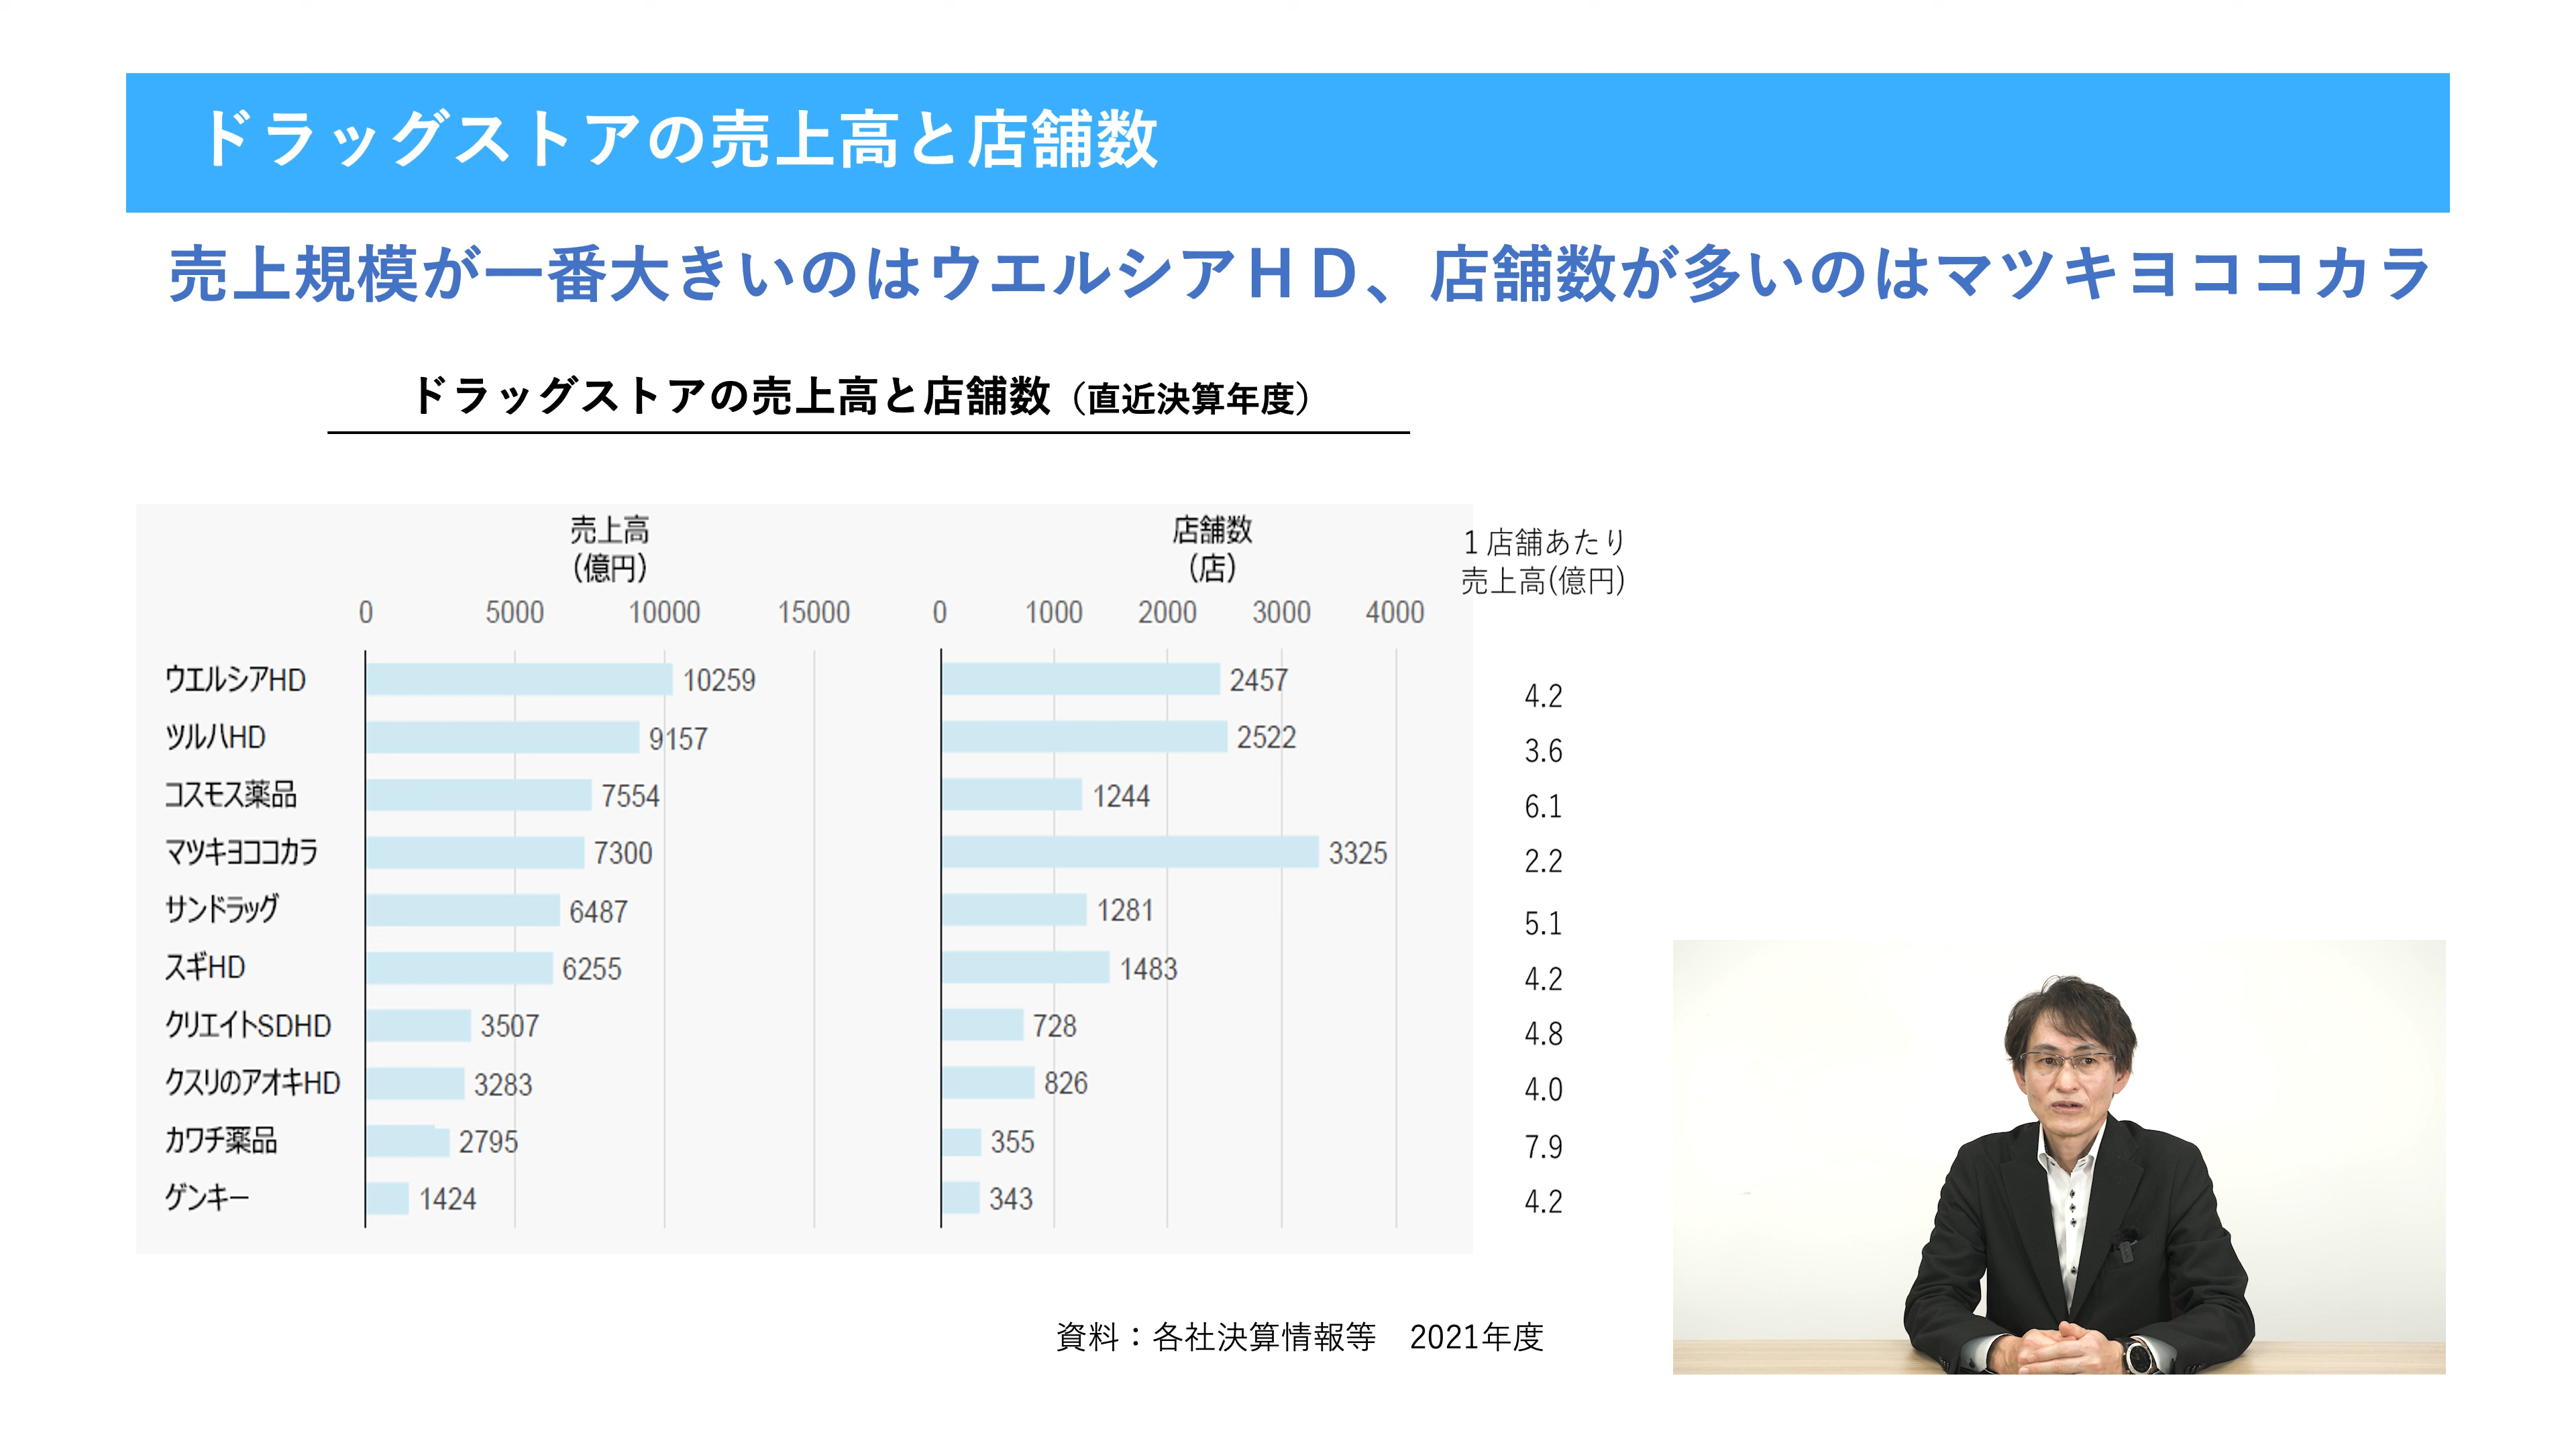 ドラッグストアの売上高と店舗数
売上規模が一番大きいのはウエルシアＨＤ、店舗数が多いのはマツキヨココカラ
ドラッグストアの売上高と店舗数（直近決算年度）
売上高
（億円）
店舗数
（店）
１店舗あたり
売上高(億円)
0 5000 10000 15000 0 1000 2000 3000 4000
ウエルシアHD 10259 2457 4.2
ツルハHD 9157 2522 3.6
コスモス薬品 7554 1244 6.1
マツキヨココカラ 7300 3325 2.2
サンドラッグ 6487 1281 5.1
スギHD 6255 1483 4.2
クリエイトSDHD 3507 728 4.8
クスリのアオキHD 3283 826 4.0
カワチ薬品 2795 355 7.9
ゲンキー 1424 343 4.2
資料：各社決算情報等　2021年度